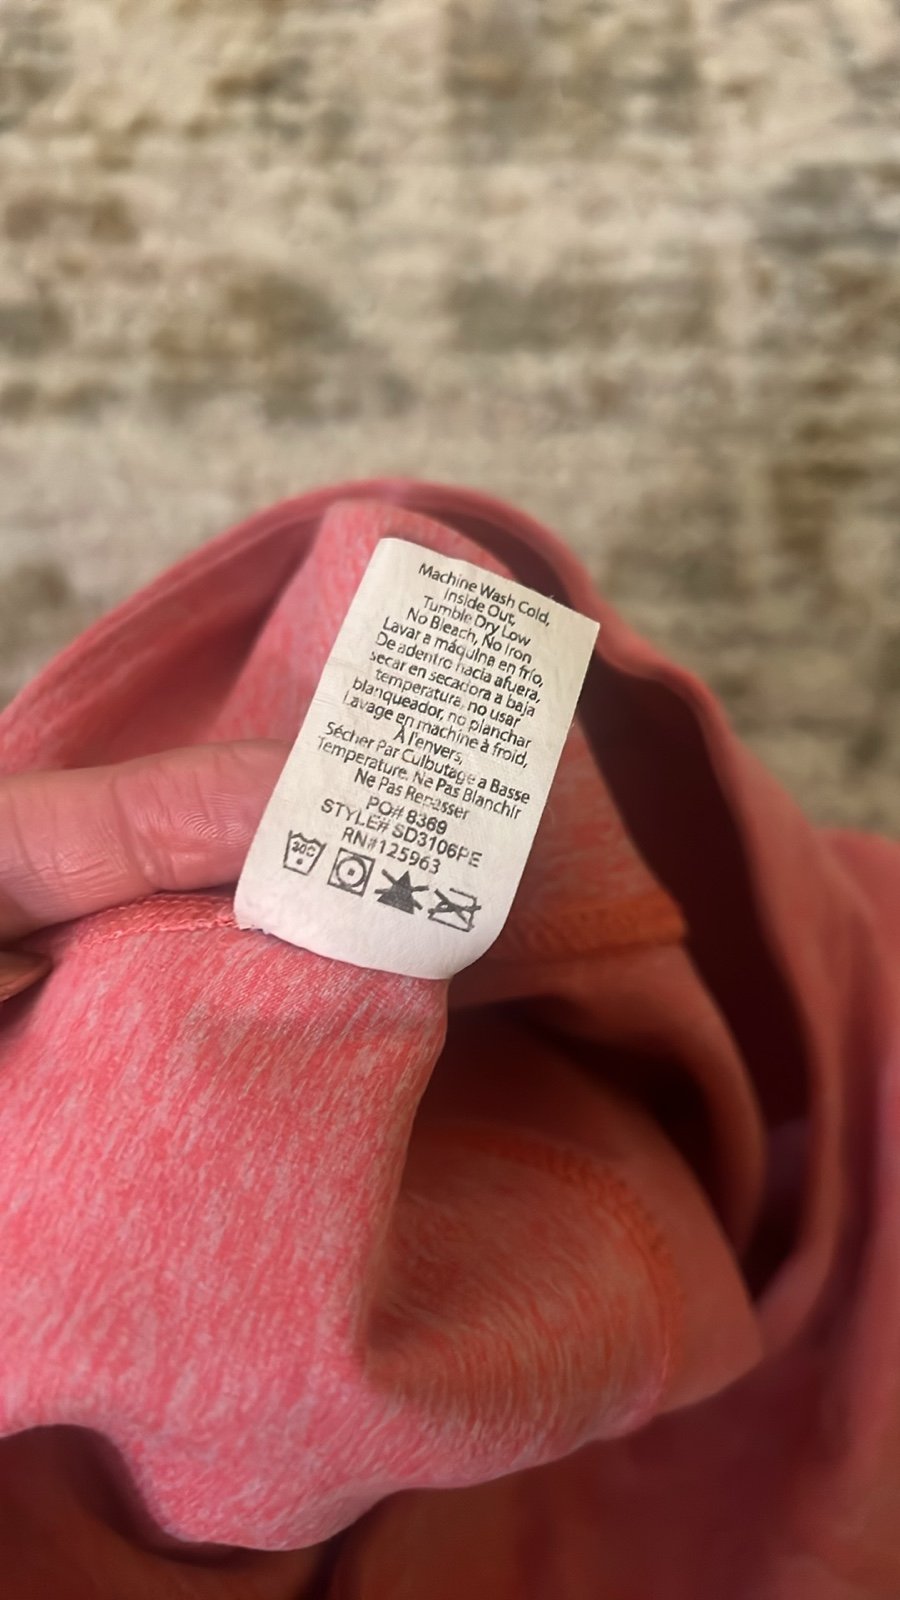 Machine Wash Cold,
Inside Out,
Tumble Dry Low
No Bleach, No Iron
Lavar a máquina en frío,
De adentro hacia afuera,
secar en secadora a baja
temperatura, no usar
blanqueador, no planchar
Lavage en machine à froid,
À l'envers,
Sécher Par Culbutage a Basse
Temperature. Ne Pas Blanchir
Ne Pas Repasser
PO# 8369
STYLE# SD3106PE
RN#125963
30C